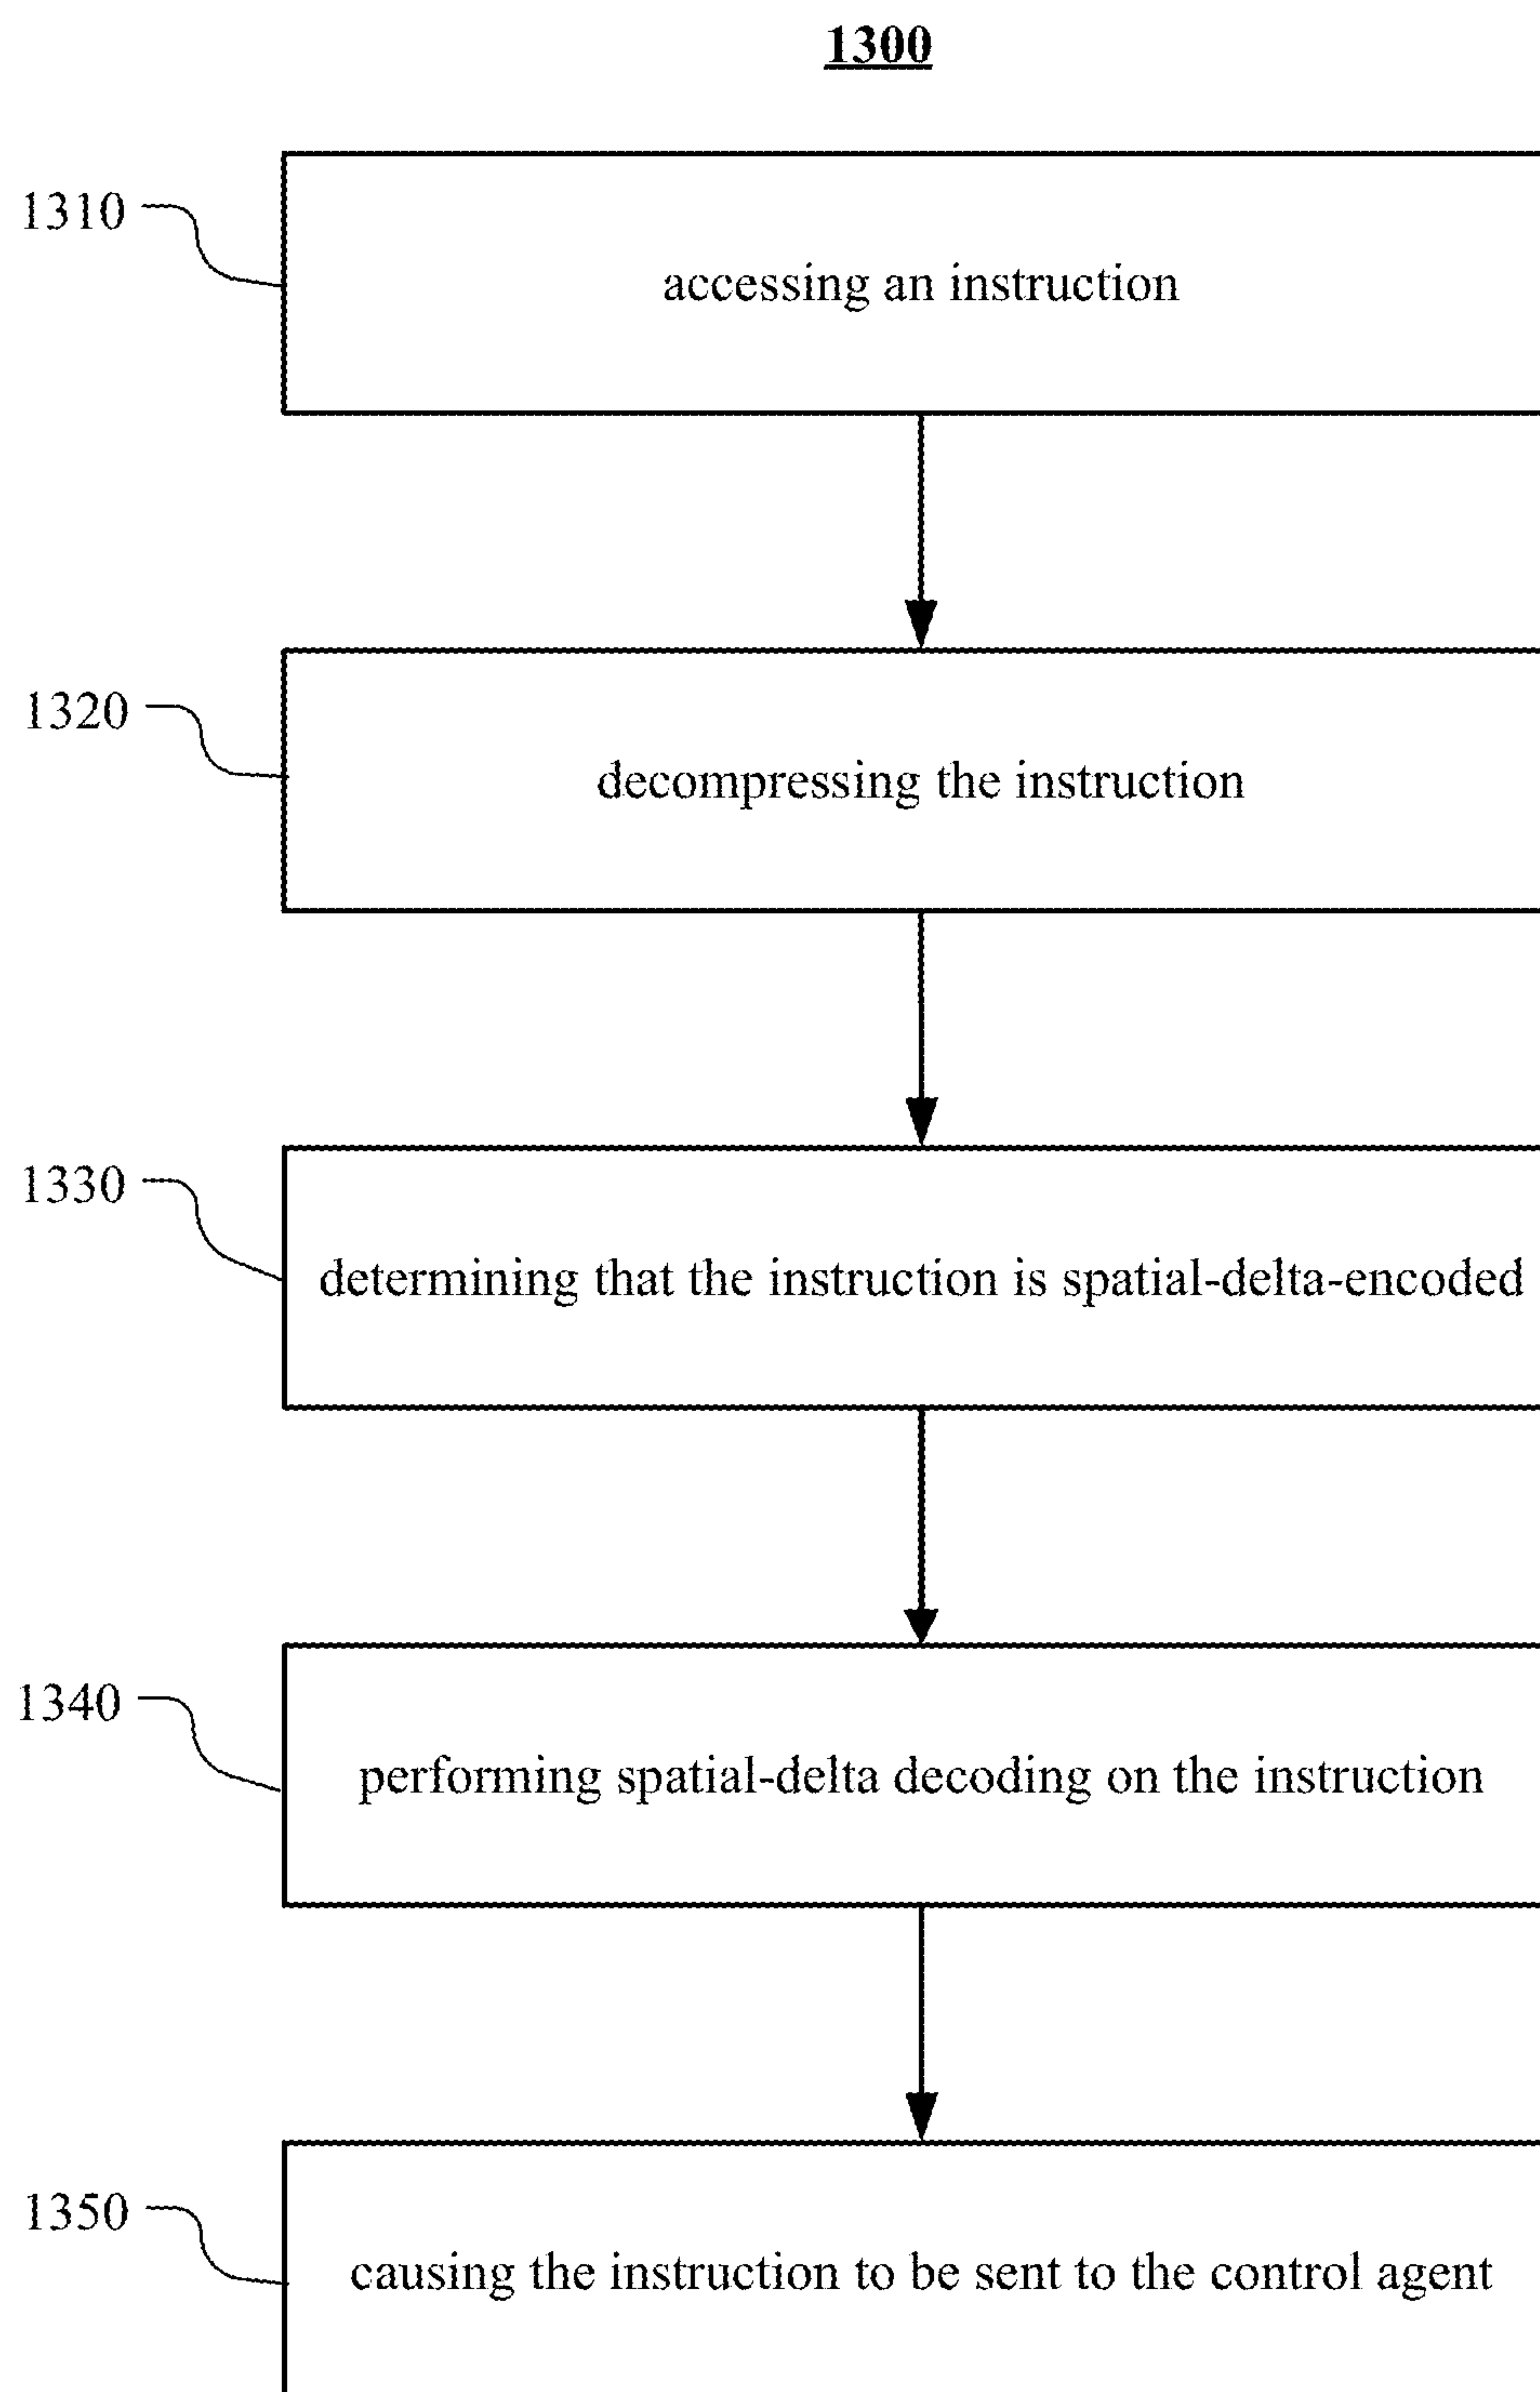 1300
1310
accessing an instruction
1320
decompressing the instruction
1330
determining that the instruction is spatial-delta-encoded
1340
performing spatial-delta decoding on the instruction
1350
causing the instruction to be sent to the control agent